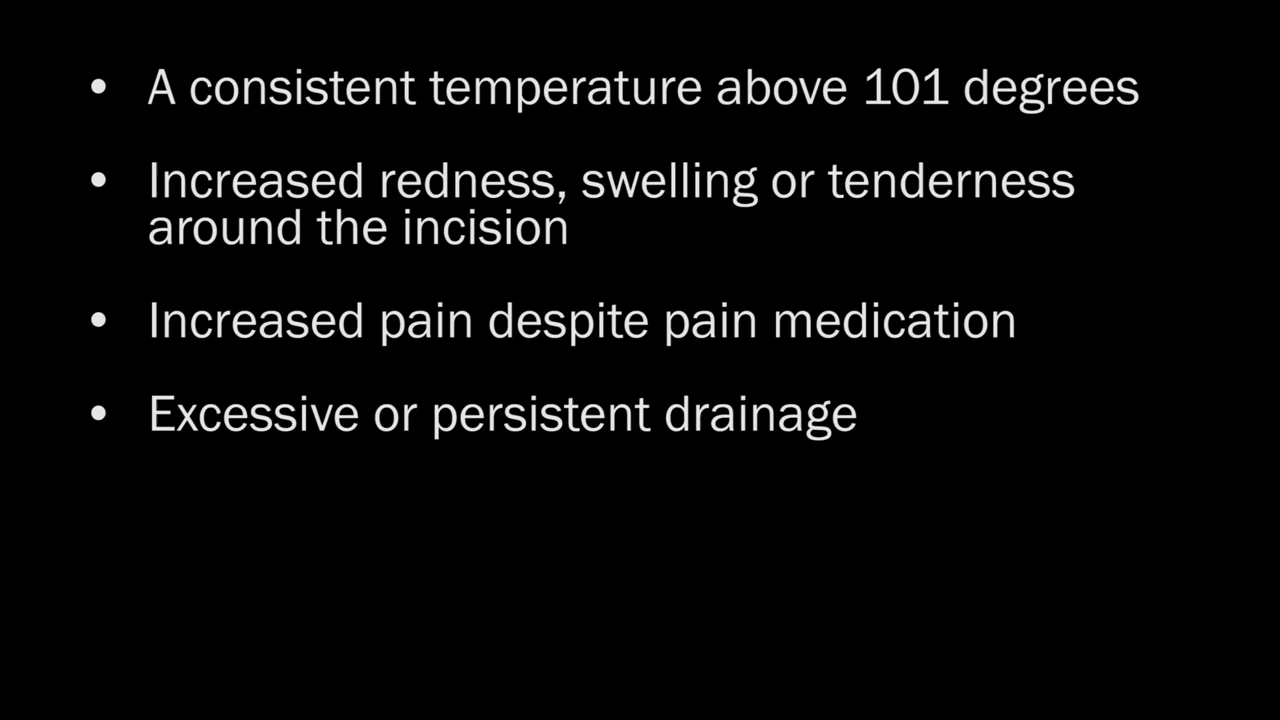 • A consistent temperature above 101 degrees
• Increased redness, swelling or tenderness
around the incision
• Increased pain despite pain medication
• Excessive or persistent drainage